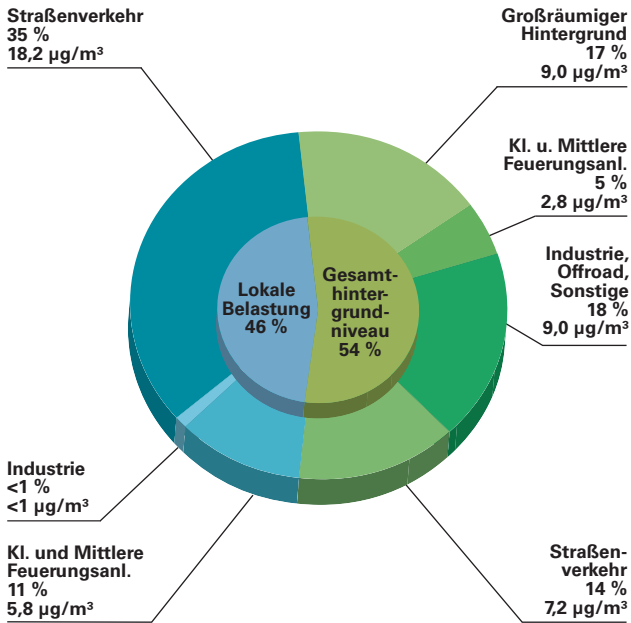 Straßenverkehr
35 %
18,2 µg/m³
Großräumiger
Hintergrund
17 %
9,0 µg/m³
Kl. u. Mittlere
Feuerungsanl.
5 %
2,8 µg/m³
Industrie,
Offroad,
Sonstige
18 %
9,0 µg/m³
Lokale
Belastung
46 %
Gesamt-
hinter-
grund-
niveau
54 %
Industrie
<1 %
<1 µg/m³
Kl. und Mittlere
Feuerungsanl.
11 %
5,8 µg/m³
Straßen-
verkehr
14 %
7,2 µg/m³